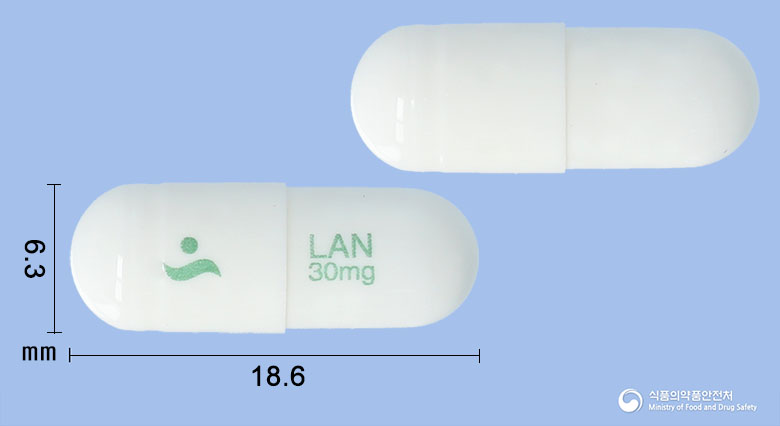 LAN
30mg
6.3
mm
18.6
식품의약품안전처
Ministry of Food and Drug Safety